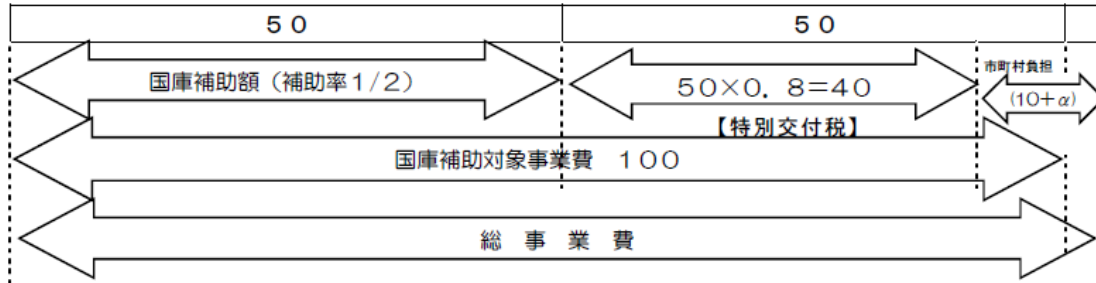 ５０ ５０
国庫補助額（補助率１/２）
５０×０．８＝４０
【特別交付税】
市町村負担
（１０＋α）
国庫補助対象事業費　１００
総　事　業　費